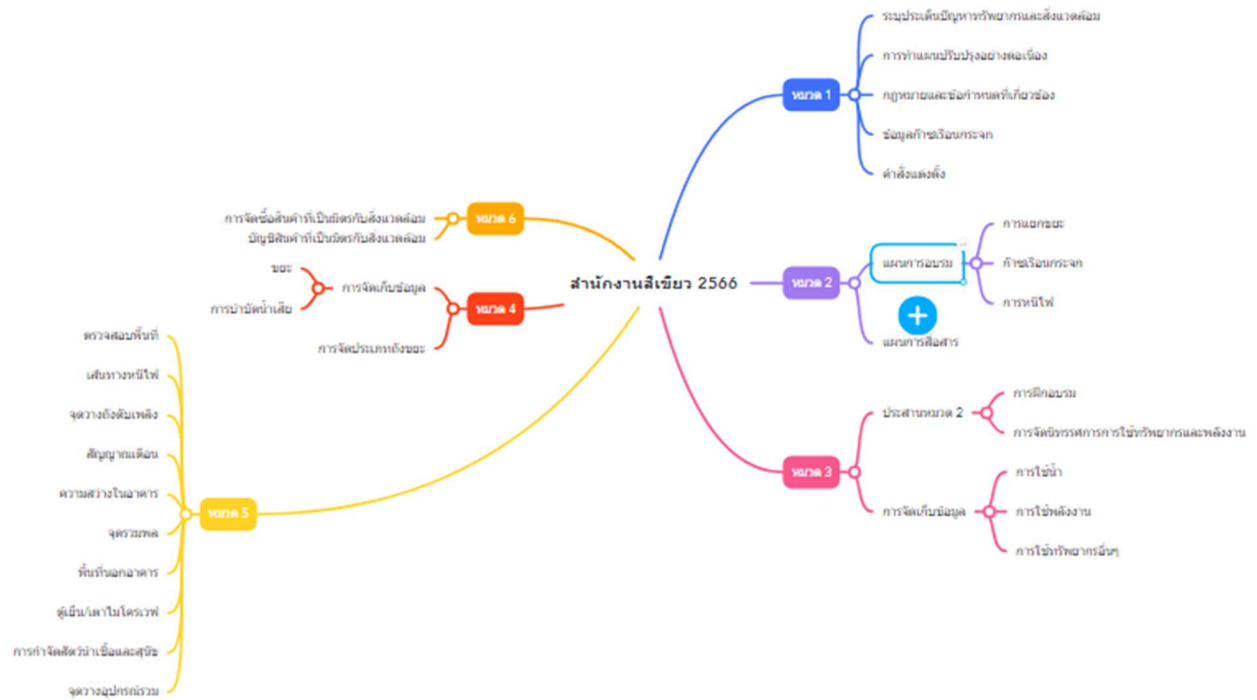 สำนักงานสีเขียว 2566
หมวด 1
ระบุประเด็นปัญหาทรัพยากรและสิ่งแวดล้อม
การทำแผนปรับปรุงอย่างต่อเนื่อง
กฎหมายและข้อกำหนดที่เกี่ยวข้อง
ข้อมูลก๊าซเรือนกระจก
คำสั่งแต่งตั้ง
หมวด 2
แผนการอบรม
การแยกขยะ
ก๊าซเรือนกระจก
การหนีไฟ
แผนการสื่อสาร
หมวด 3
ประสานหมวด 2
การฝึกอบรม
การจัดนิทรรศการการใช้ทรัพยากรและพลังงาน
การจัดเก็บข้อมูล
การใช้น้ำ
การใช้พลังงาน
การใช้ทรัพยากรอื่นๆ
หมวด 6
การจัดซื้อสินค้าที่เป็นมิตรกับสิ่งแวดล้อม
บัญชีสินค้าที่เป็นมิตรกับสิ่งแวดล้อม
หมวด 4
การจัดเก็บข้อมูล
ขยะ
การบำบัดน้ำเสีย
การจัดประเภทถังขยะ
หมวด 5
ตรวจสอบพื้นที่
เส้นทางหนีไฟ
จุดวางถังดับเพลิง
สัญญาณเตือน
ความสว่างในอาคาร
จุดรวมพล
พื้นที่นอกอาคาร
ตู้เย็น/เตาไมโครเวฟ
การกำจัดสัตว์นำเชื้อและสุนัข
จุดวางอุปกรณ์รวม